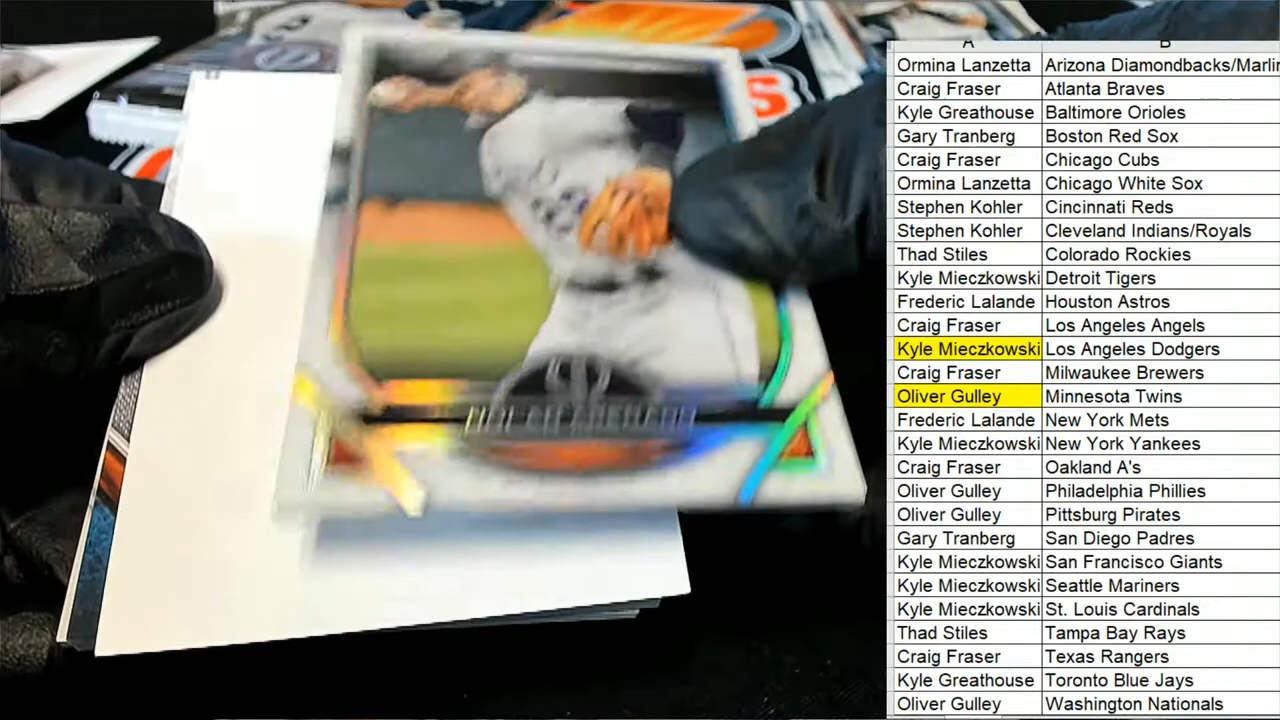 A B
Ormina Lanzetta Arizona Diamondbacks/Marlin
Craig Fraser Atlanta Braves
Kyle Greathouse Baltimore Orioles
Gary Tranberg Boston Red Sox
Craig Fraser Chicago Cubs
Ormina Lanzetta Chicago White Sox
Stephen Kohler Cincinnati Reds
Stephen Kohler Cleveland Indians/Royals
Thad Stiles Colorado Rockies
Kyle Mieczkowski Detroit Tigers
Frederic Lalande Houston Astros
Craig Fraser Los Angeles Angels
Kyle Mieczkowski Los Angeles Dodgers
Craig Fraser Milwaukee Brewers
Oliver Gulley Minnesota Twins
Frederic Lalande New York Mets
Kyle Mieczkowski New York Yankees
Craig Fraser Oakland A's
Oliver Gulley Philadelphia Phillies
Oliver Gulley Pittsburg Pirates
Gary Tranberg San Diego Padres
Kyle Mieczkowski San Francisco Giants
Kyle Mieczkowski Seattle Mariners
Kyle Mieczkowski St. Louis Cardinals
Thad Stiles Tampa Bay Rays
Craig Fraser Texas Rangers
Kyle Greathouse Toronto Blue Jays
Oliver Gulley Washington Nationals